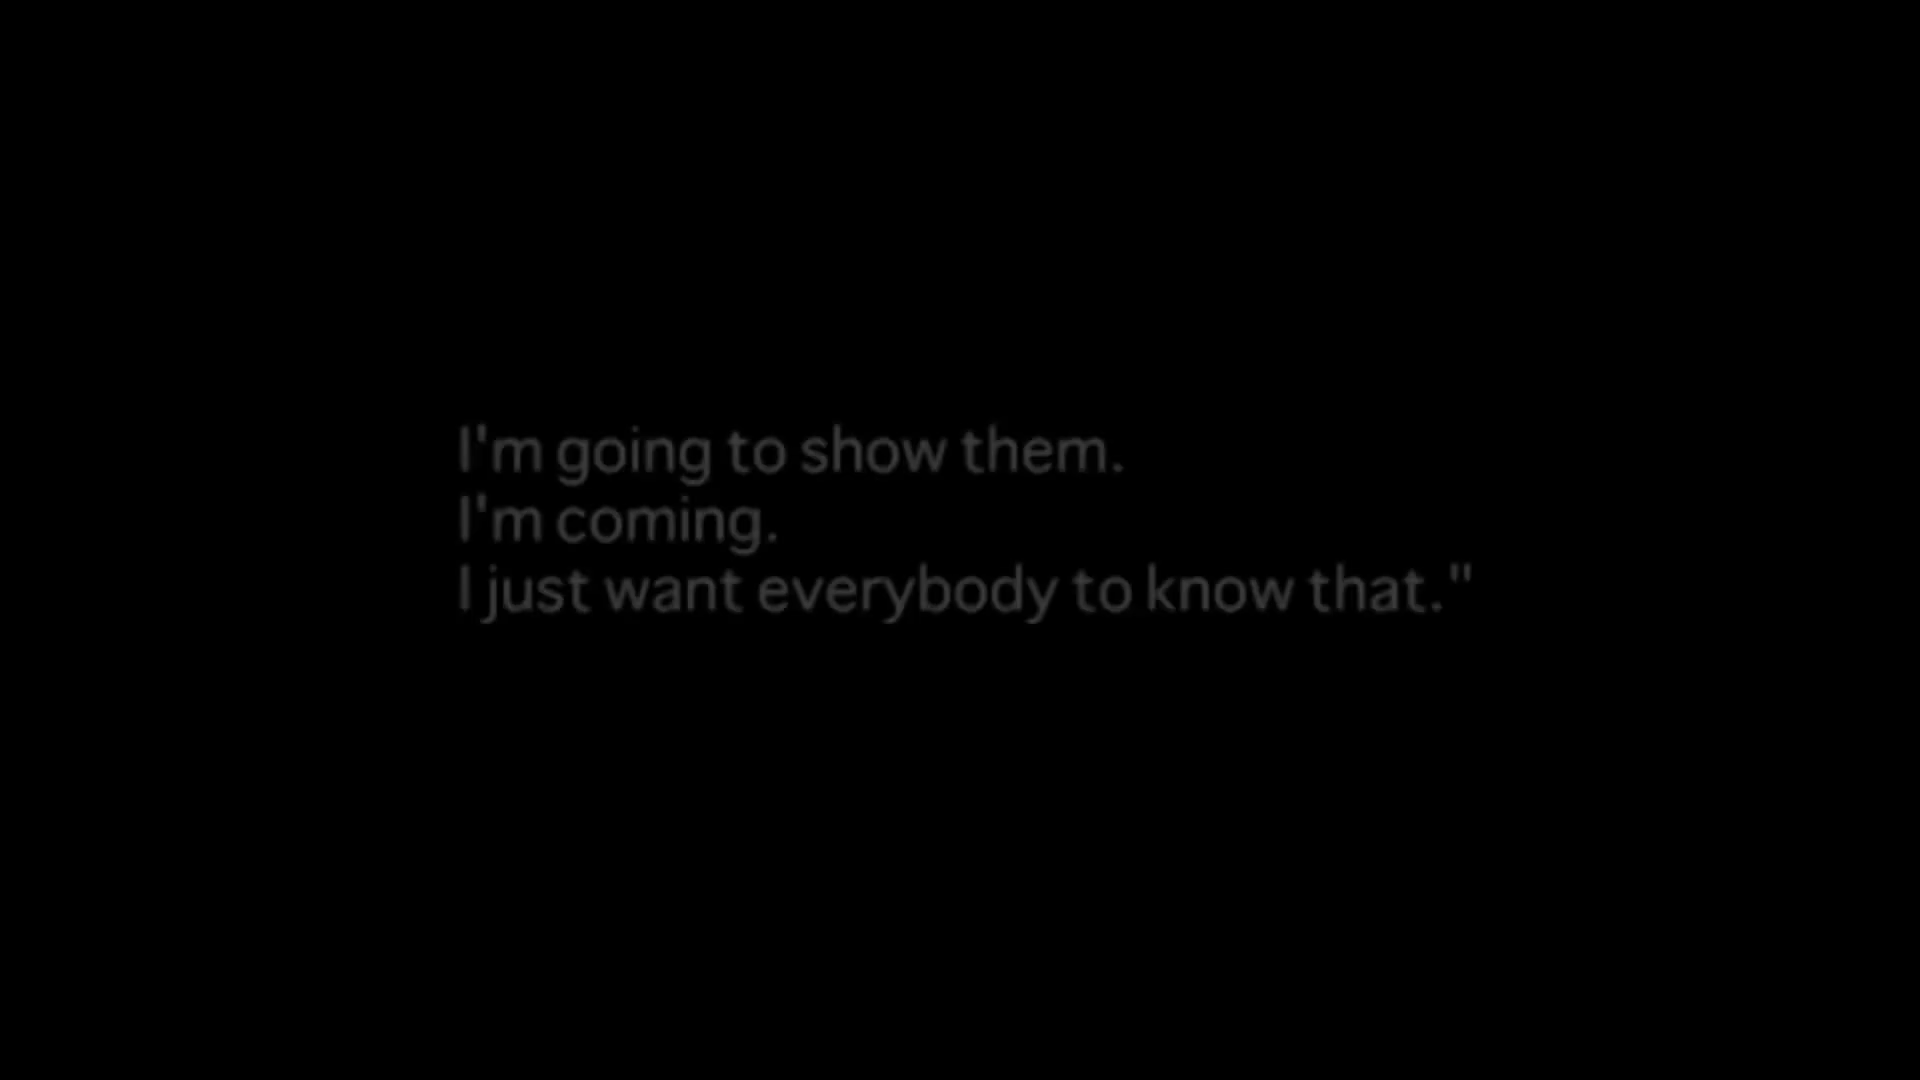 I'm going to show them.
I'm coming.
I just want everybody to know that."